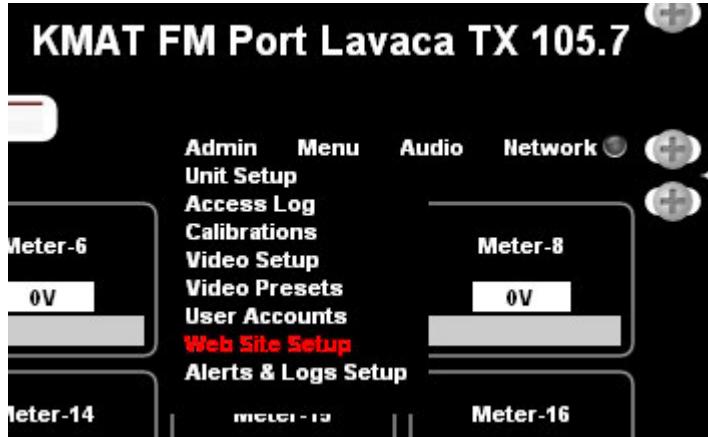 KMAT FM Port Lavaca TX 105.7
Admin Menu Audio Network
Unit Setup
Access Log
Calibrations
Video Setup
Video Presets
User Accounts
Web Site Setup
Alerts & Logs Setup
Meter-6
0V
Meter-8
0V
Meter-14
Meter-15
Meter-16